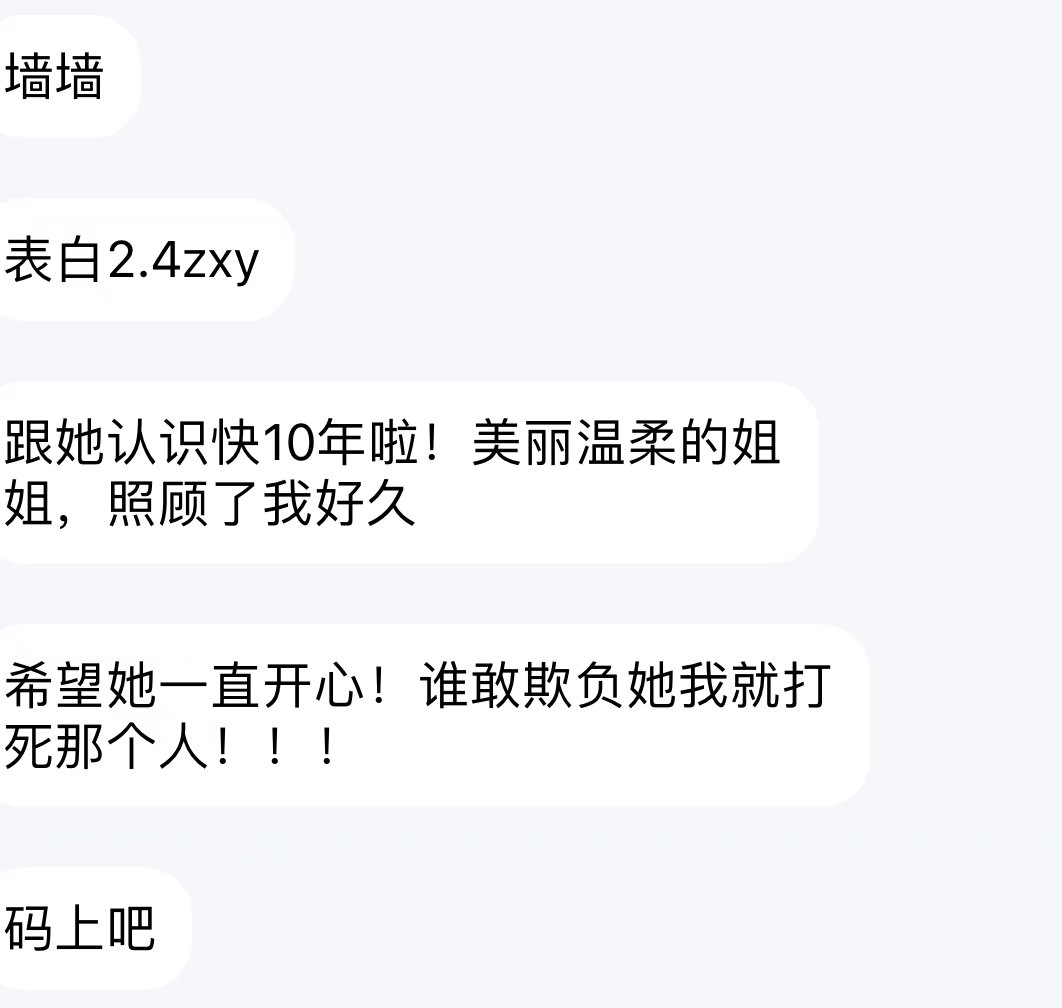 墙墙
表白2.4zxy
跟她认识快10年啦！美丽温柔的姐
姐，照顾了我好久
希望她一直开心！谁敢欺负她我就打
死那个人！！！
码上吧